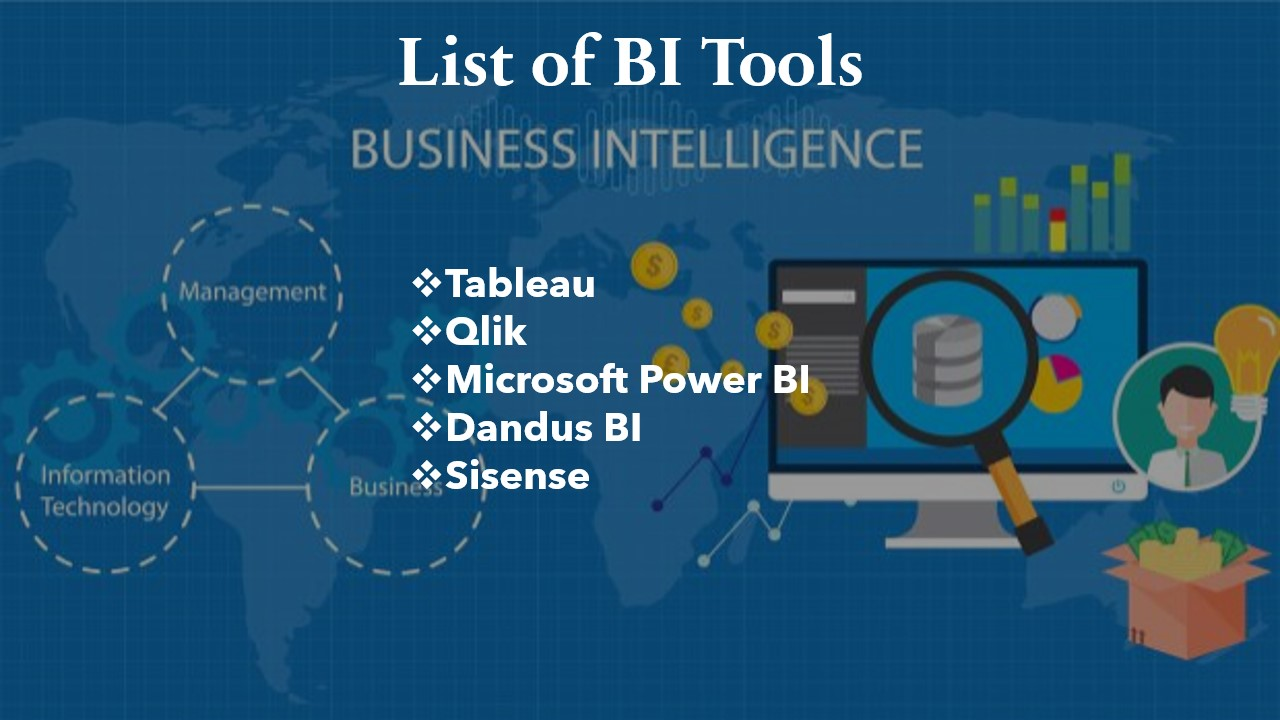 List of BI Tools
BUSINESS INTELLIGENCE
Management
Information
Technology
Business
❖Tableau
❖Qlik
❖Microsoft Power BI
❖Dandus BI
❖Sisense
$
$
$
€